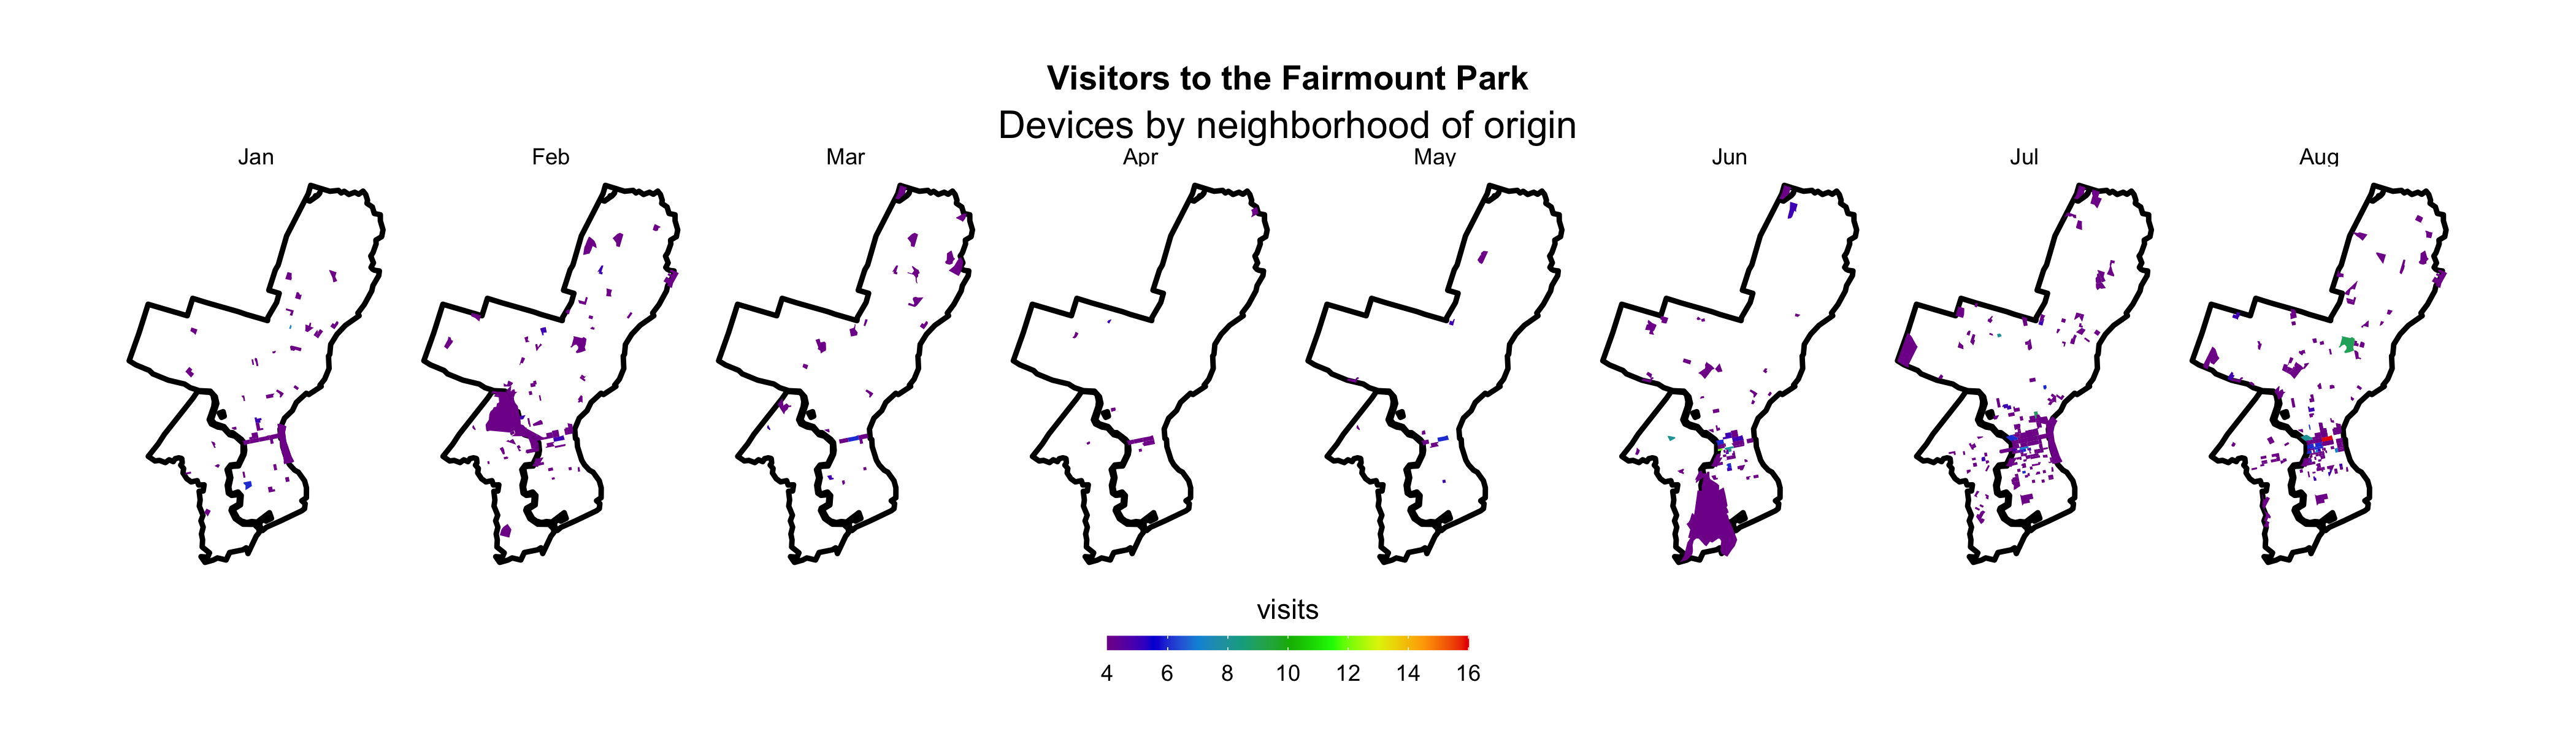 Visitors to the Fairmount Park
Devices by neighborhood of origin
Jan Feb Mar Apr May Jun Jul Aug
visits
4 6 8 10 12 14 16